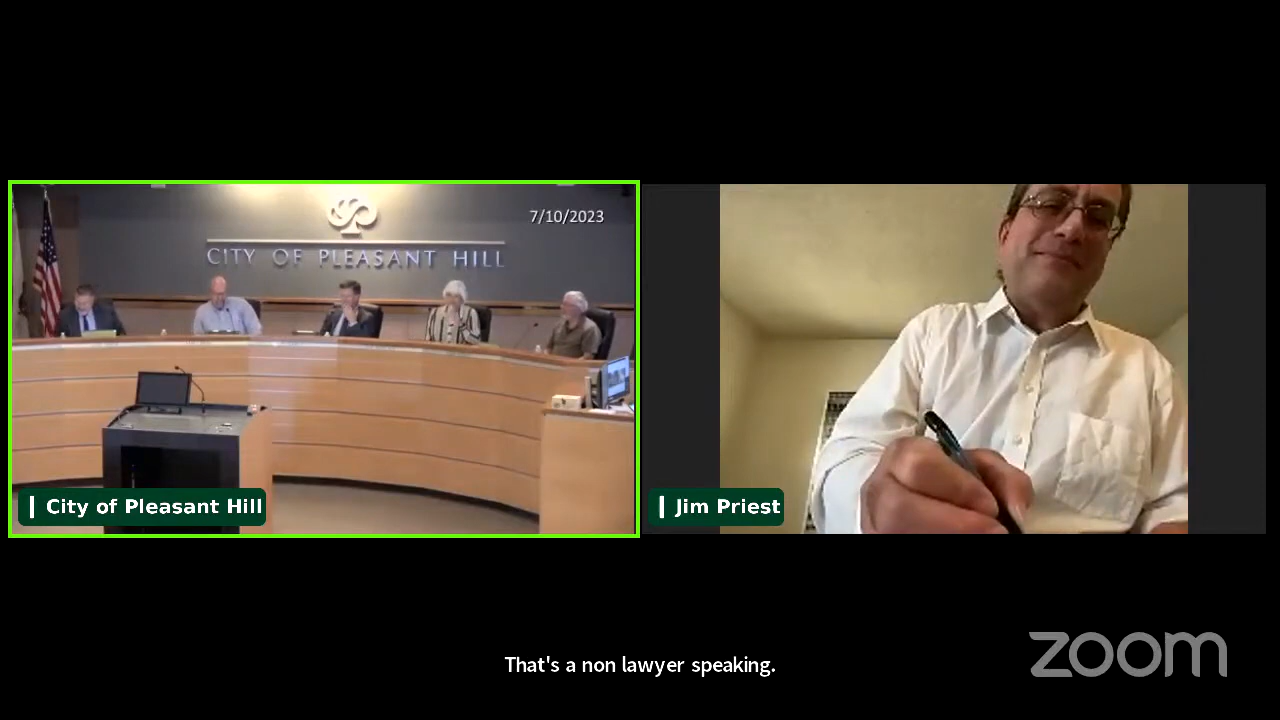 7/10/2023
CITY OF PLEASANT HILL
City of Pleasant Hill
Jim Priest
That's a non lawyer speaking.
zoom